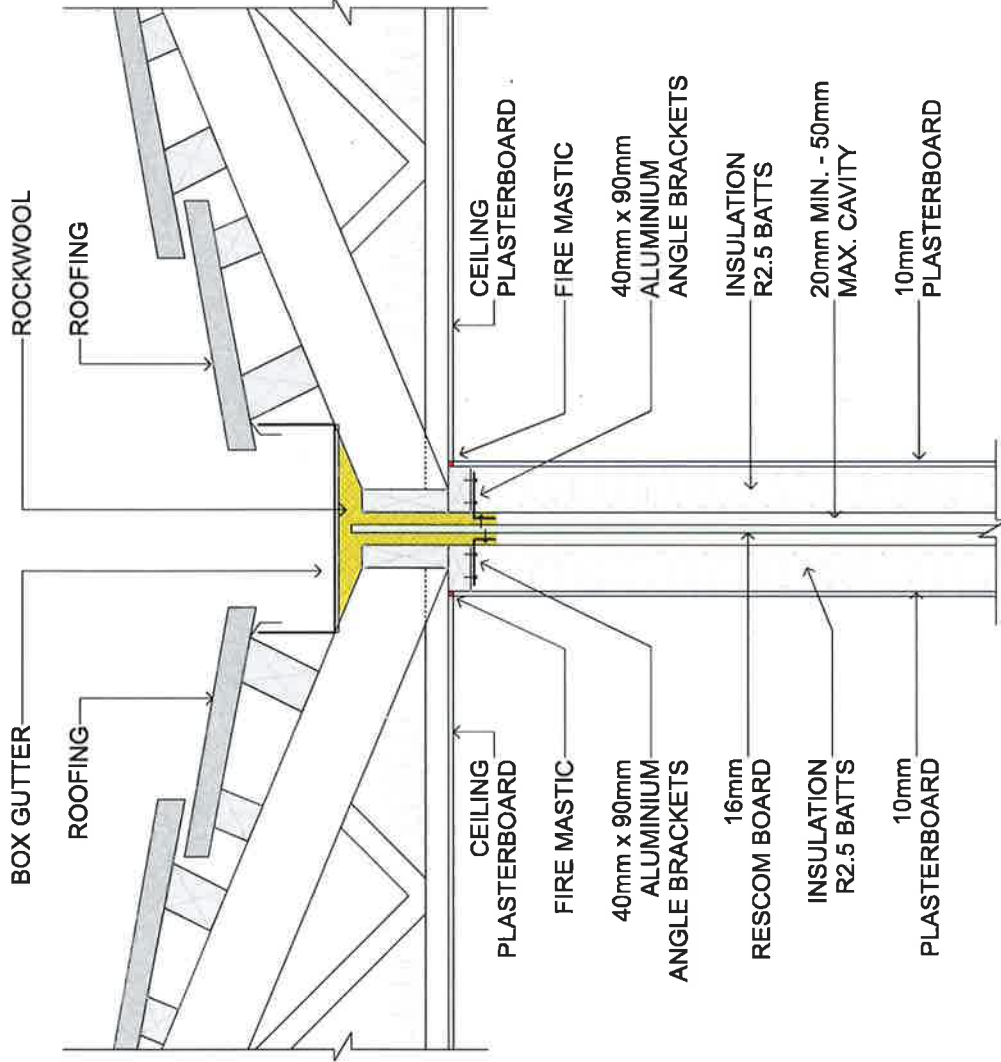 BOX GUTTER
ROOFING
ROCKWOOL
ROOFING
CEILING
PLASTERBOARD
FIRE MASTIC
40mm x 90mm
ALUMINIUM
ANGLE BRACKETS
16mm
RESCOM BOARD
INSULATION
R2.5 BATTS
10mm
PLASTERBOARD
CEILING
PLASTERBOARD
FIRE MASTIC
40mm x 90mm
ALUMINIUM
ANGLE BRACKETS
INSULATION
R2.5 BATTS
20mm MIN. - 50mm
MAX. CAVITY
10mm
PLASTERBOARD